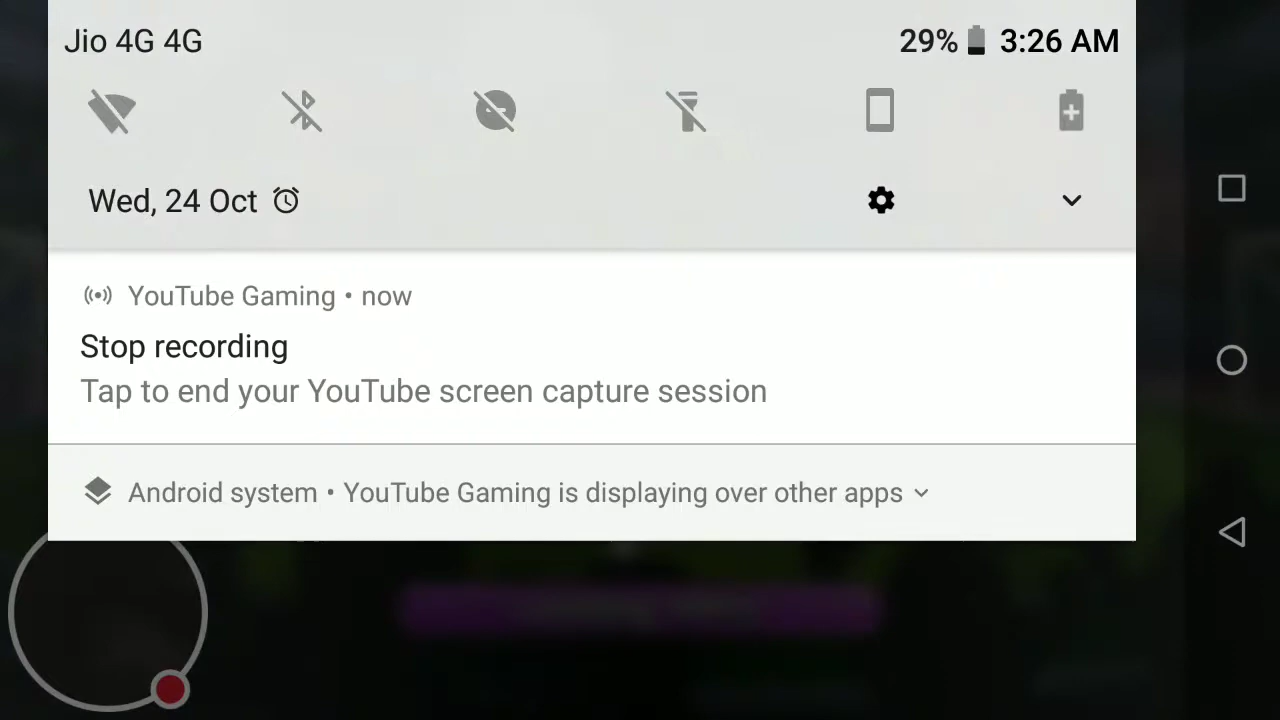 Jio 4G 4G
29% 3:26 AM
Wed, 24 Oct
YouTube Gaming • now
Stop recording
Tap to end your YouTube screen capture session
Android system • YouTube Gaming is displaying over other apps